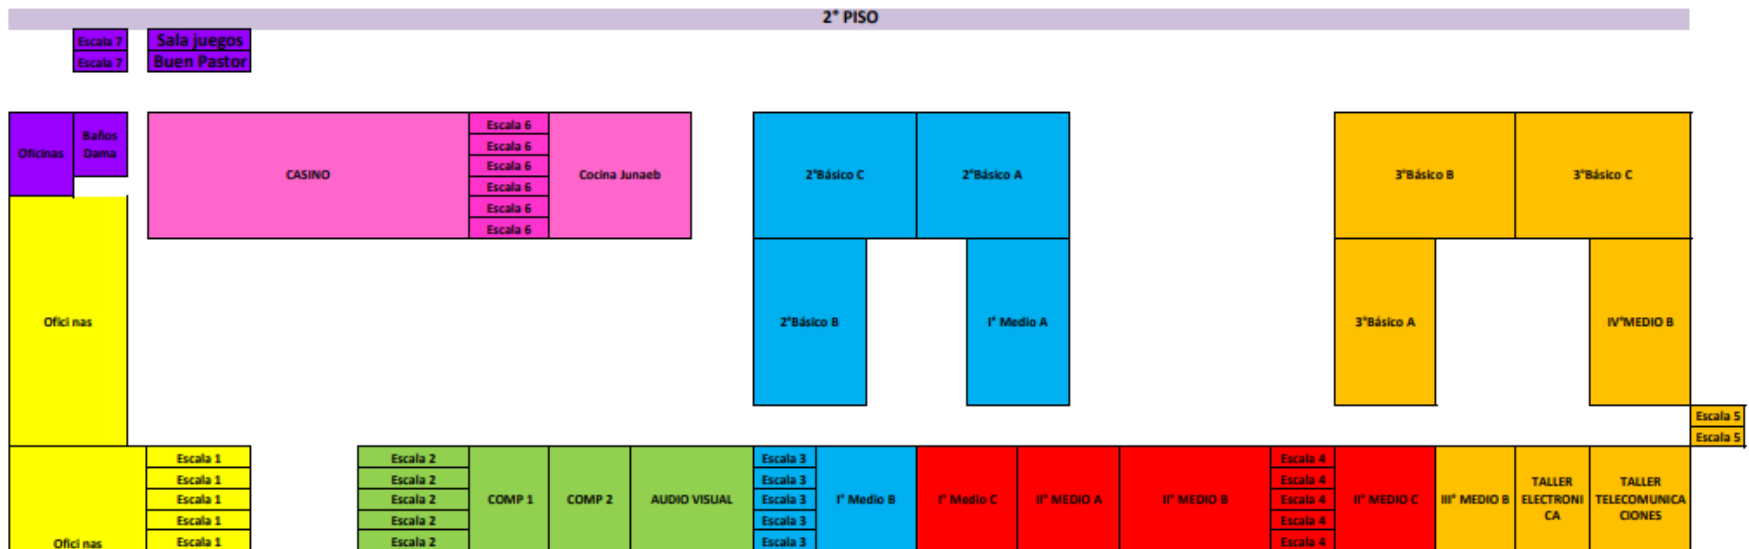 2° PISO
Escala 7
Sala juegos
Escala 7
Buen Pastor
Oficinas
Baños
Dama
CASINO
Escala 6
Escala 6
Escala 6
Escala 6
Escala 6
Escala 6
Cocina Junaeb
2°Básico C
2°Básico A
3°Básico B
3°Básico C
Ofici nas
2°Básico B
I° Medio A
3°Básico A
IV°MEDIO B
Escala 5
Escala 5
Ofici nas
Escala 1
Escala 1
Escala 1
Escala 1
Escala 1
Escala 2
Escala 2
Escala 2
Escala 2
Escala 2
COMP 1
COMP 2
AUDIO VISUAL
Escala 3
Escala 3
Escala 3
Escala 3
Escala 3
I° Medio B
I° Medio C
II° MEDIO A
II° MEDIO B
Escala 4
Escala 4
Escala 4
Escala 4
Escala 4
II° MEDIO C
III° MEDIO B
TALLER
ELECTRONI
CA
TALLER
TELECOMUNICA
CIONES